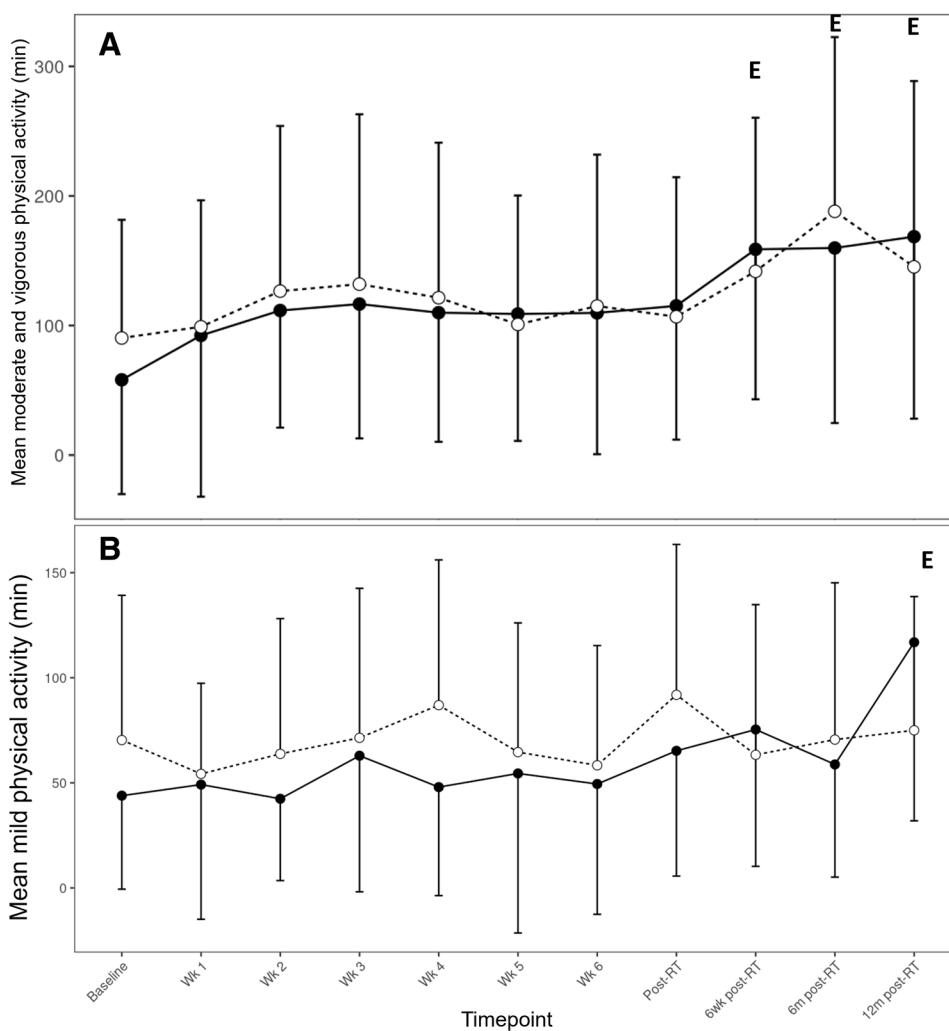 A
Mean moderate and vigorous physical activity (min)
300
200
100
0
E
E
E
B
Mean mild physical activity (min)
150
100
50
0
E
Baseline
Wk 1
Wk 2
Wk 3
Wk 4
Wk 5
Wk 6
Post-RT
6wk post-RT
6m post-RT
12m post-RT
Timepoint